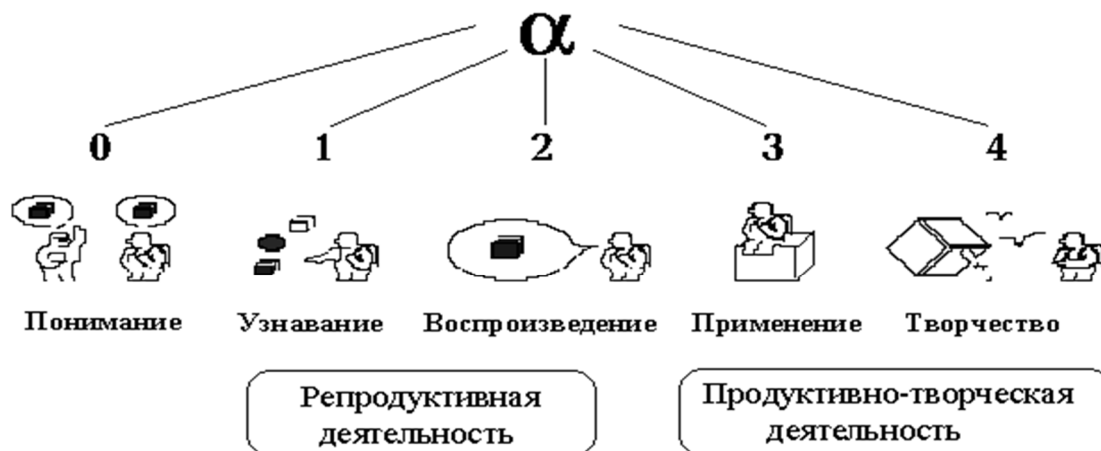 α
0 1 2 3 4
Понимание Узнавание Воспроизведение Применение Творчество
Репродуктивная
деятельность
Продуктивно-творческая
деятельность